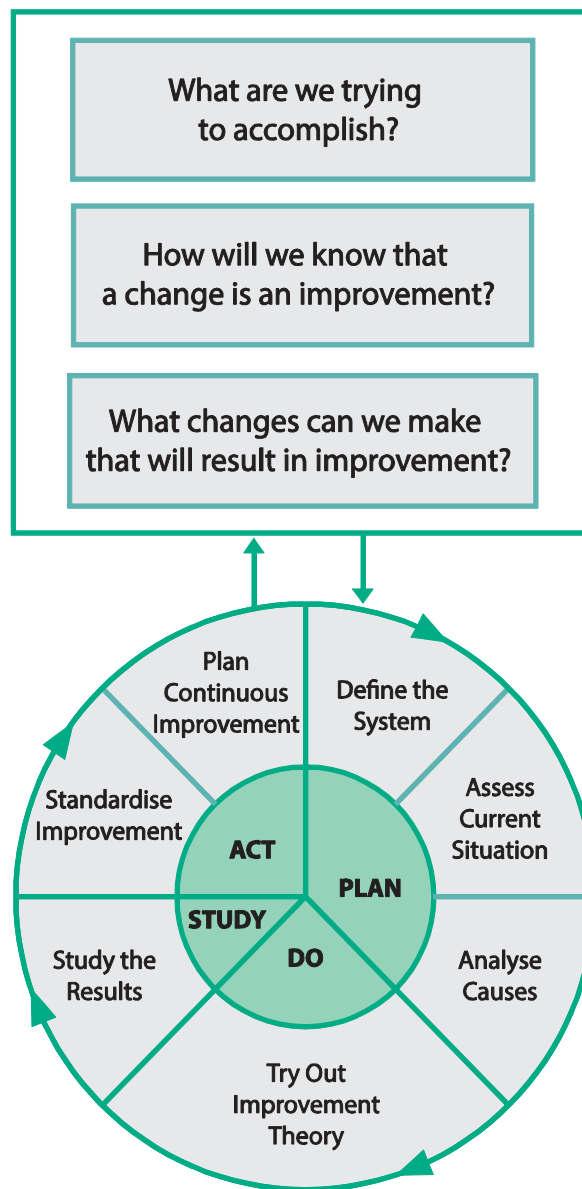 What are we trying
to accomplish?
How will we know that
a change is an improvement?
What changes can we make
that will result in improvement?
Plan
Continuous
Improvement
Define the
System
Standardise
Improvement
Assess
Current
Situation
ACT
PLAN
STUDY
DO
Study the
Results
Analyse
Causes
Try Out
Improvement
Theory